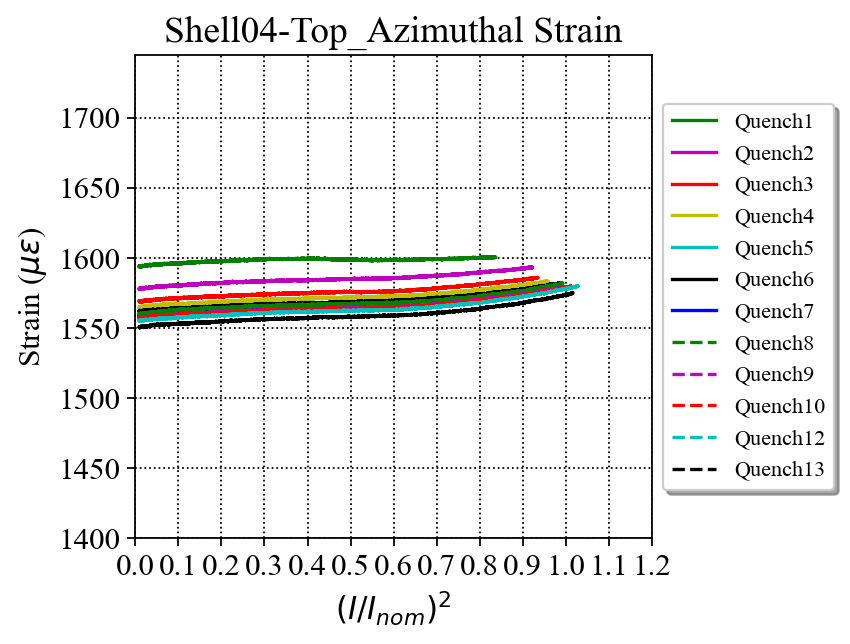 Shell04-Top_Azimuthal Strain
Strain (με)
1700
1650
1600
1550
1500
1450
1400
0.0 0.1 0.2 0.3 0.4 0.5 0.6 0.7 0.8 0.9 1.0 1.1 1.2
(I/I_nom)²
Quench1
Quench2
Quench3
Quench4
Quench5
Quench6
Quench7
Quench8
Quench9
Quench10
Quench12
Quench13